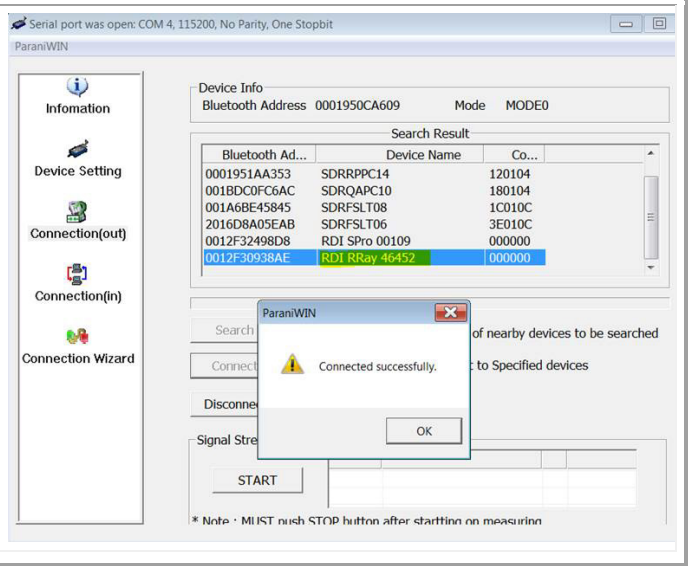 Serial port was open: COM 4, 115200, No Parity, One Stopbit
ParaniWIN
Infomation
Device Setting
Connection(out)
Connection(in)
Connection Wizard
Device Info
Bluetooth Address 0001950CA609 Mode MODE0
Search Result
Bluetooth Ad... Device Name Co...
0001951AA353 SDRRPPC14 120104
001BDC0FC6AC SDRQAPC10 180104
001A6BE45845 SDRFSLT08 1C010C
2016D8A05EAB SDRFSLT06 3E010C
0012F32498D8 RDI SPro 00109 000000
0012F30938AE RDI RRay 46452 000000
ParaniWIN
Connected successfully.
OK
Search of nearby devices to be searched
Connect to Specified devices
Signal Stre
START
* Note : MUST push STOP button after startting on measuring